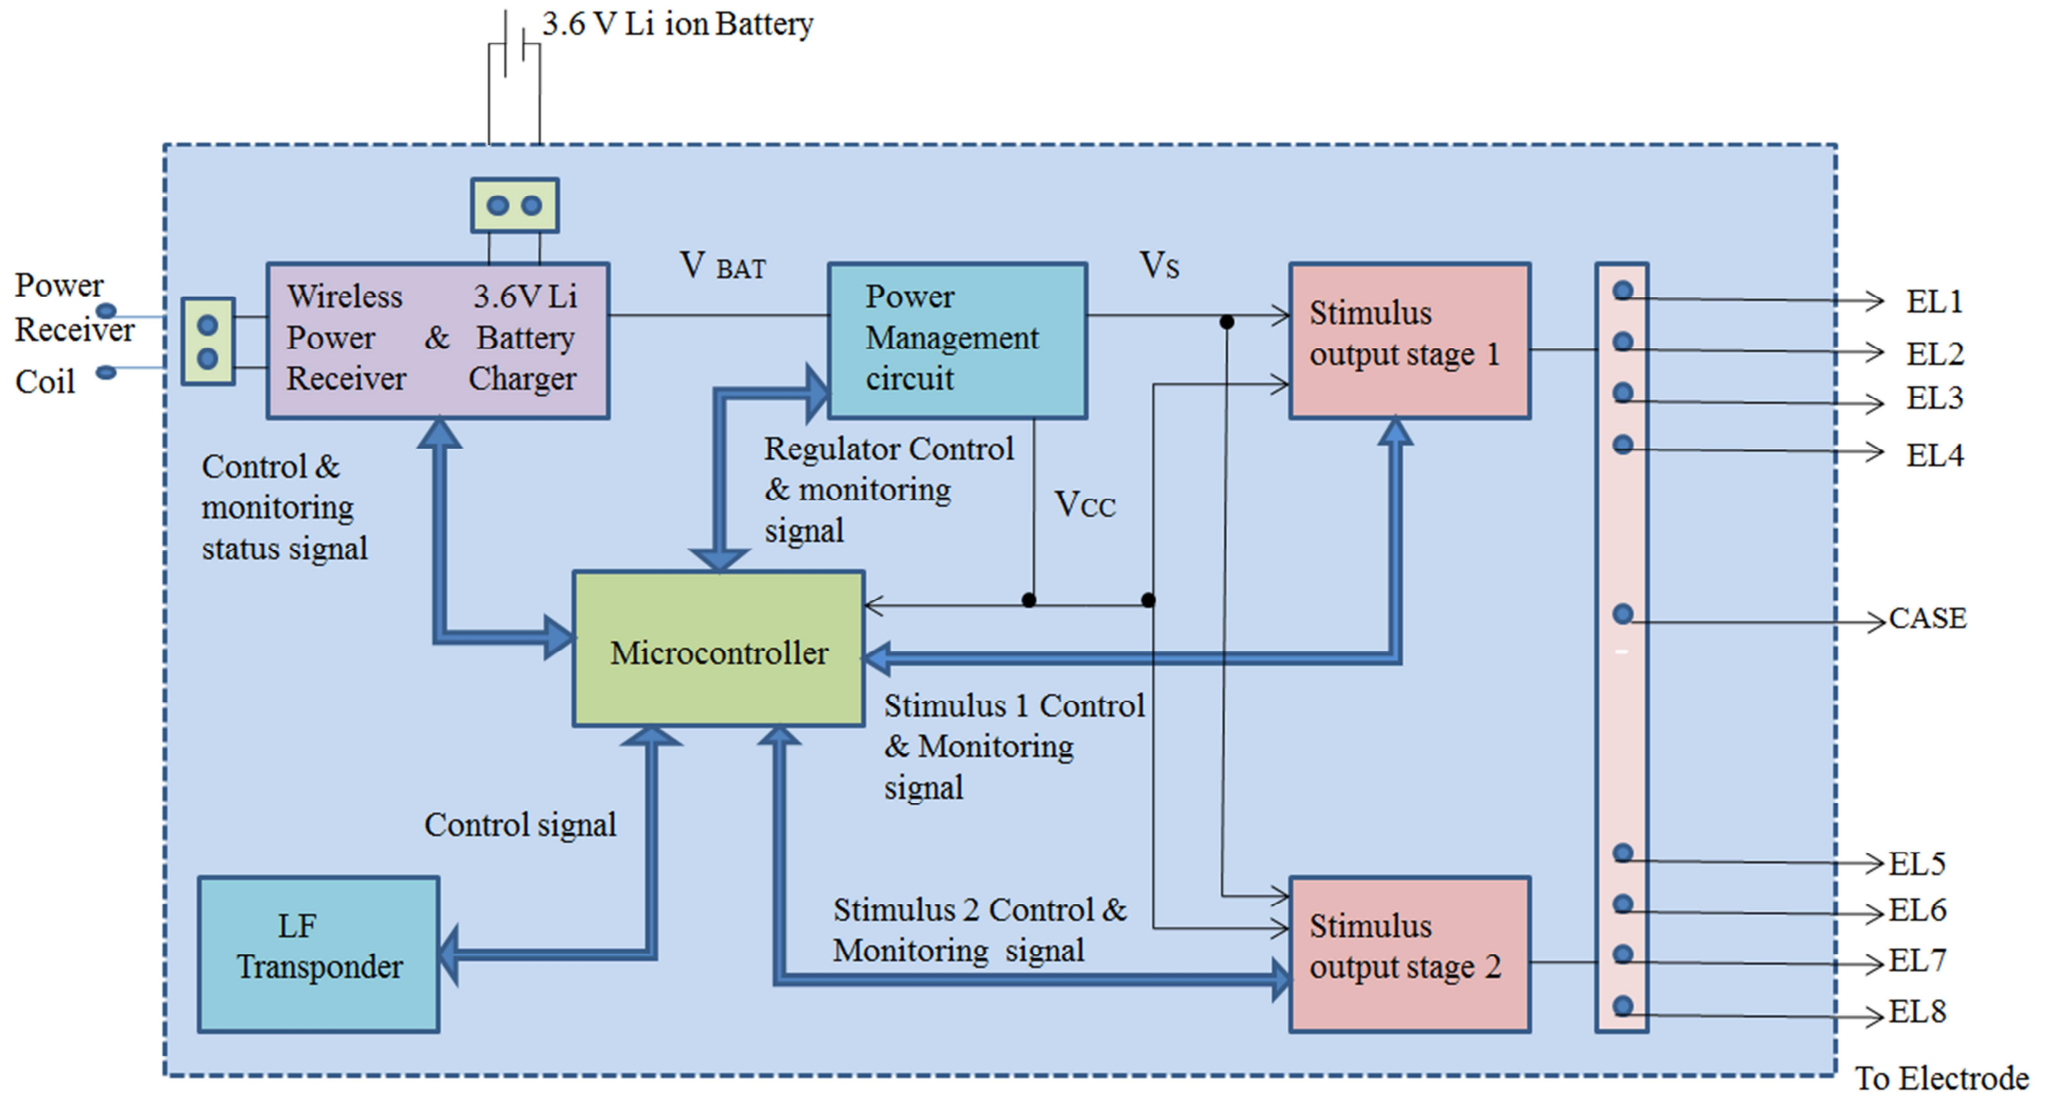 3.6 V Li ion Battery
Power
Receiver
Coil
Wireless
Power
Receiver
&
3.6V Li
Battery
Charger
V BAT
Power
Management
circuit
VS
Stimulus
output stage 1
EL1
EL2
EL3
EL4
CASE
EL5
EL6
EL7
EL8
Control &
monitoring
status signal
Regulator Control
& monitoring
signal
VCC
Microcontroller
Stimulus 1 Control
& Monitoring
signal
Control signal
LF
Transponder
Stimulus 2 Control &
Monitoring signal
Stimulus
output stage 2
To Electrode